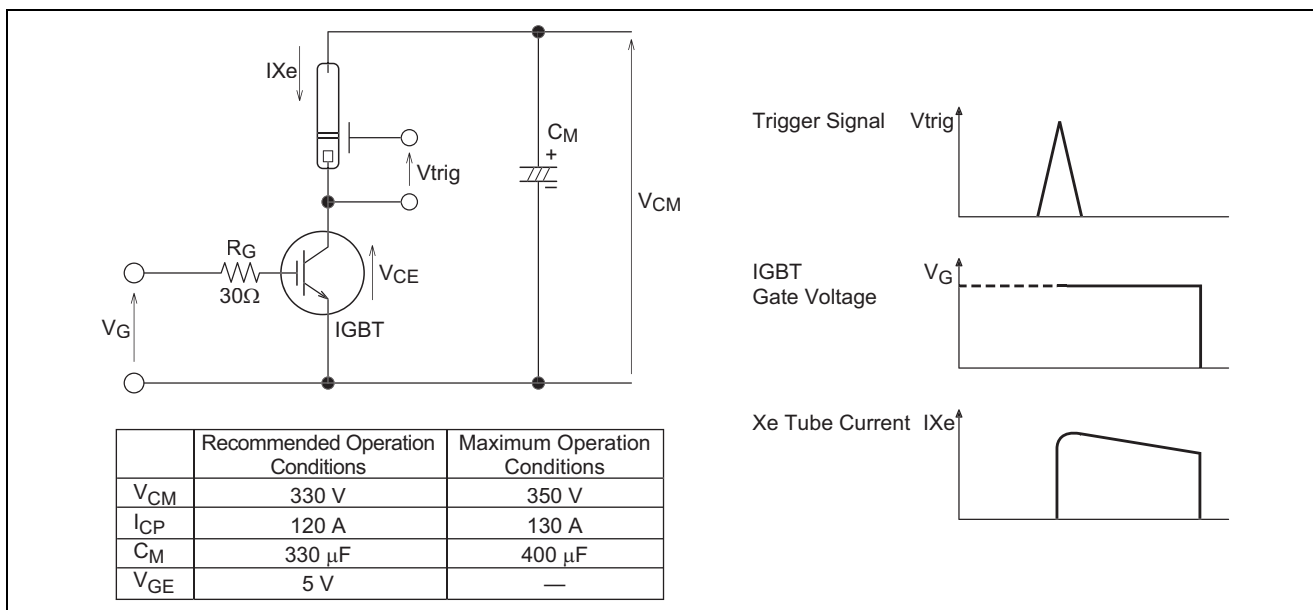 IXe
CM
+
–
Vtrig
VCM
RG
30Ω
VCE
VG
IGBT
Recommended Operation Conditions
Maximum Operation Conditions
VCM 330 V 350 V
ICP 120 A 130 A
CM 330 μF 400 μF
VGE 5 V —
Trigger Signal Vtrig
IGBT VG
Gate Voltage
Xe Tube Current IXe